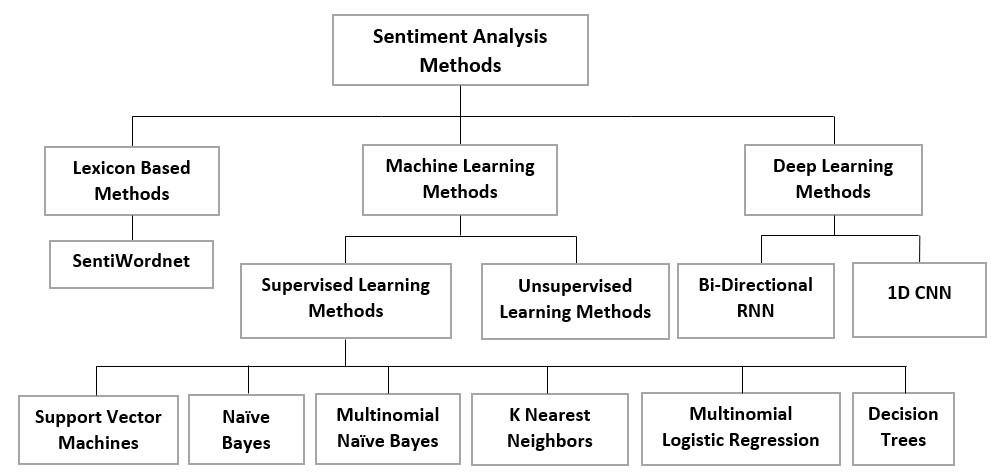 Sentiment Analysis
Methods
Lexicon Based
Methods
Machine Learning
Methods
Deep Learning
Methods
SentiWordnet
Supervised Learning
Methods
Unsupervised
Learning Methods
Bi-Directional
RNN
1D CNN
Support Vector
Machines
Naïve
Bayes
Multinomial
Naïve Bayes
K Nearest
Neighbors
Multinomial
Logistic Regression
Decision
Trees